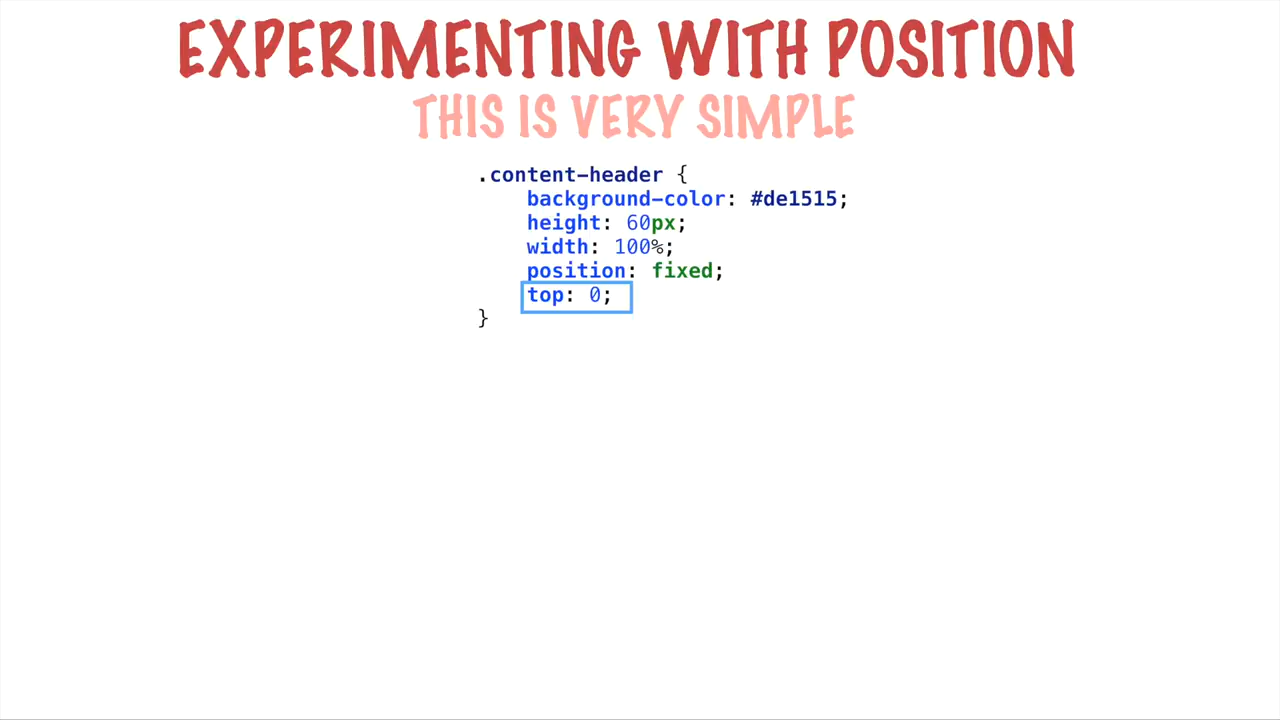 EXPERIMENTING WITH POSITION
THIS IS VERY SIMPLE
.content-header {
    background-color: #de1515;
    height: 60px;
    width: 100%;
    position: fixed;
    top: 0;
}